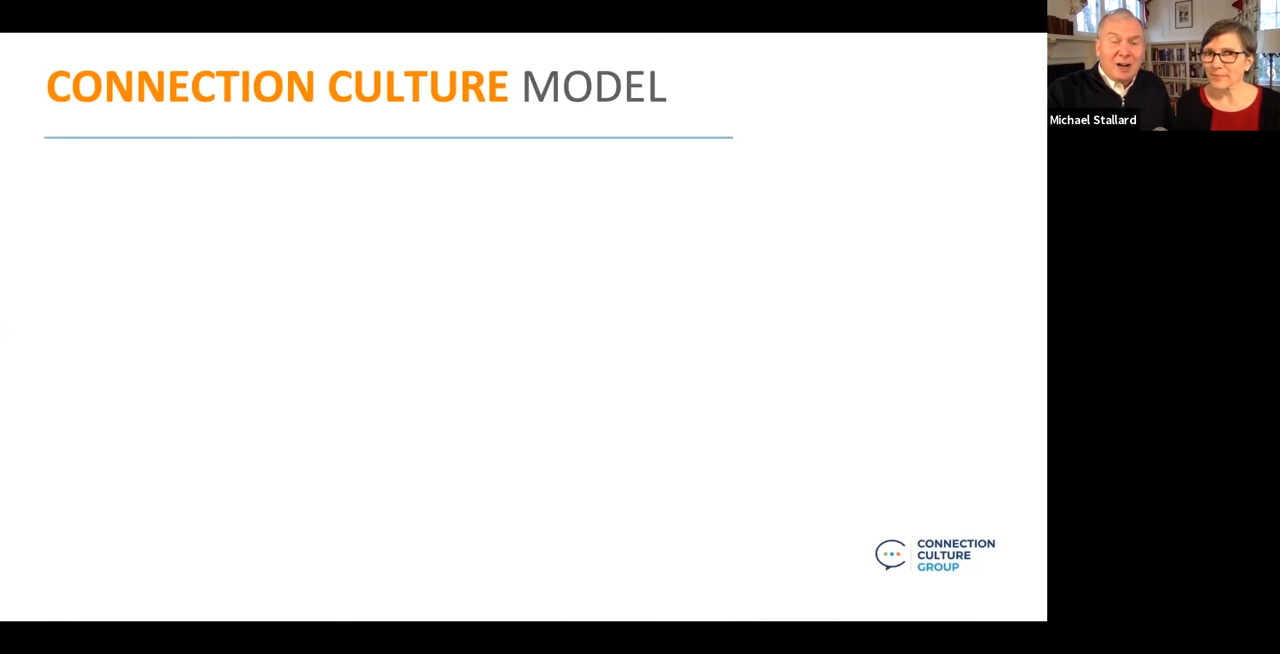 CONNECTION CULTURE MODEL
Michael Stallard
CONNECTION
CULTURE
GROUP